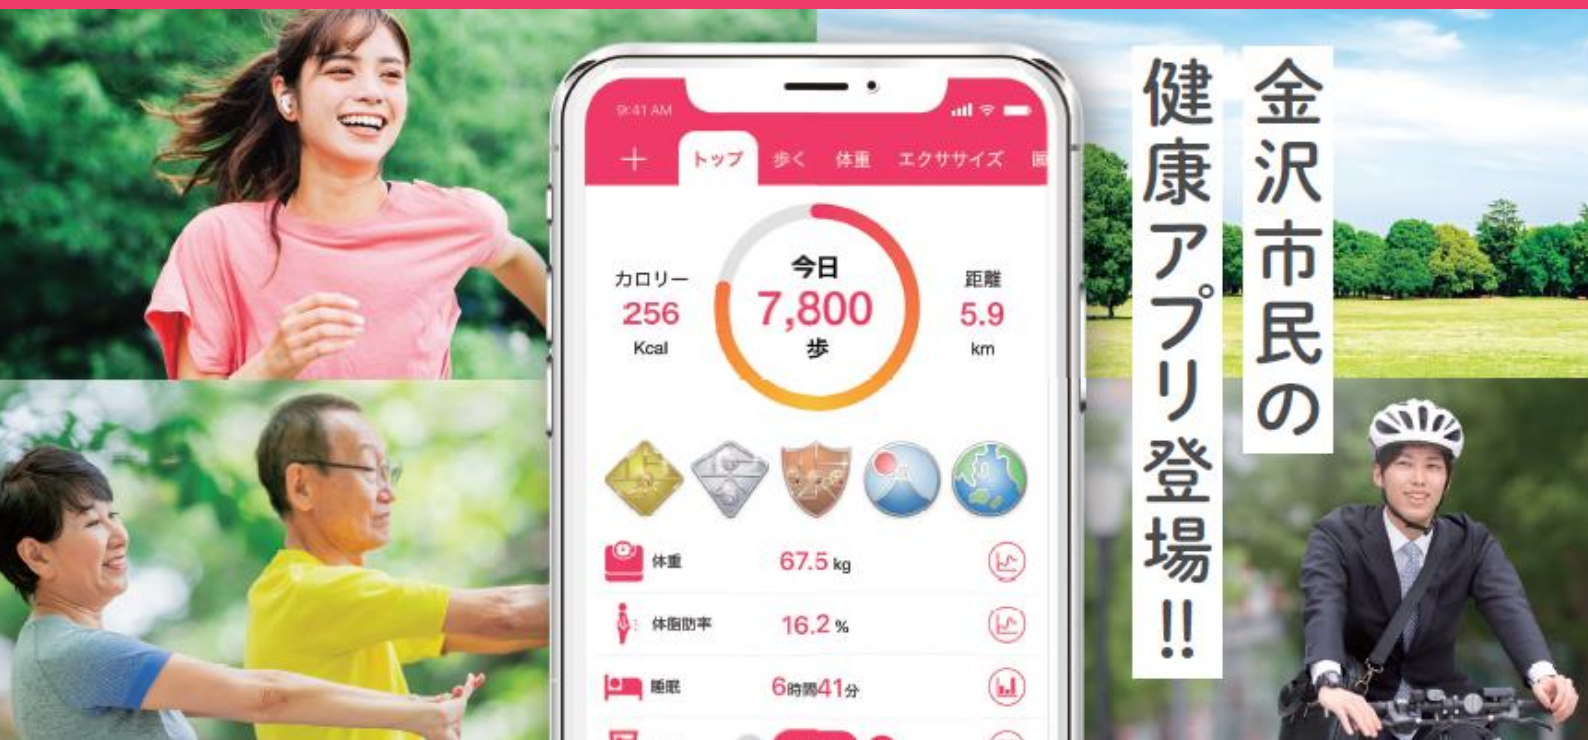 金沢市民の
健康アプリ登場!!
9:41 AM
トップ 歩く 体重 エクササイズ
カロリー
256
Kcal
今日
7,800
歩
距離
5.9
km
体重 67.5 kg
体脂肪率 16.2 %
睡眠 6時間41分